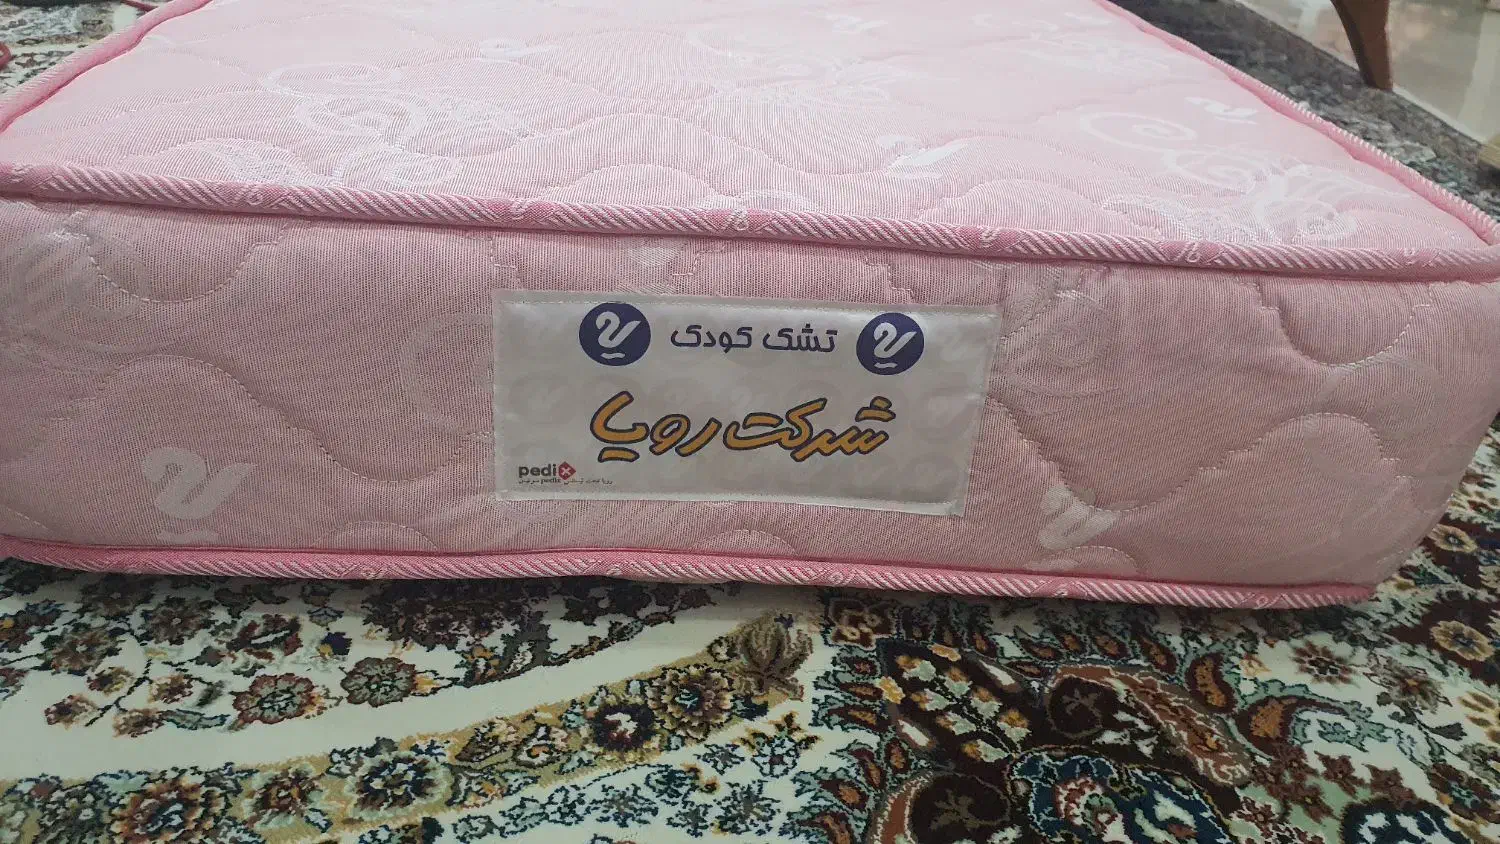 تشک کودک
شرکت رویا
pedix